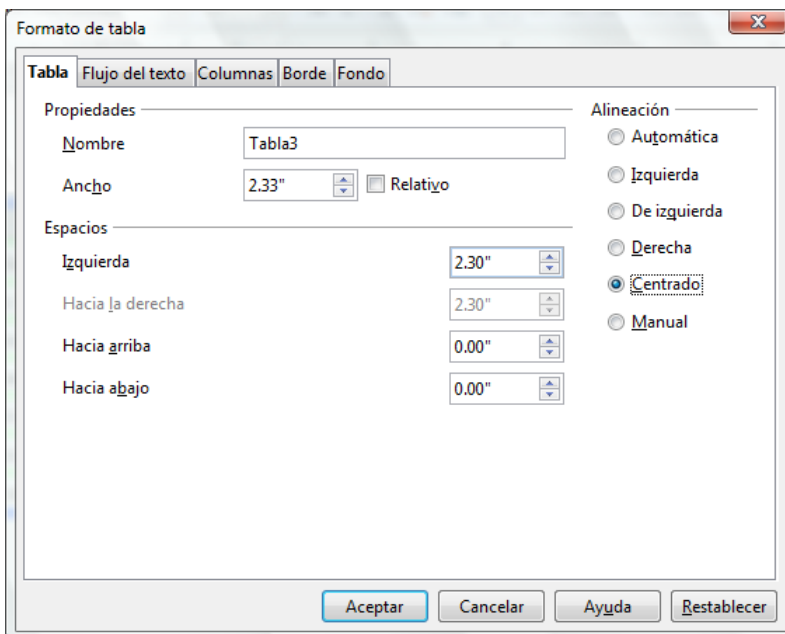 Formato de tabla
Tabla Flujo del texto Columnas Borde Fondo
Propiedades
Nombre Tabla3
Ancho 2.33" Relativo
Espacios
Izquierda 2.30"
Hacia la derecha 2.30"
Hacia arriba 0.00"
Hacia abajo 0.00"
Alineación
Automática
Izquierda
De izquierda
Derecha
Centrado
Manual
Aceptar Cancelar Ayuda Restablecer